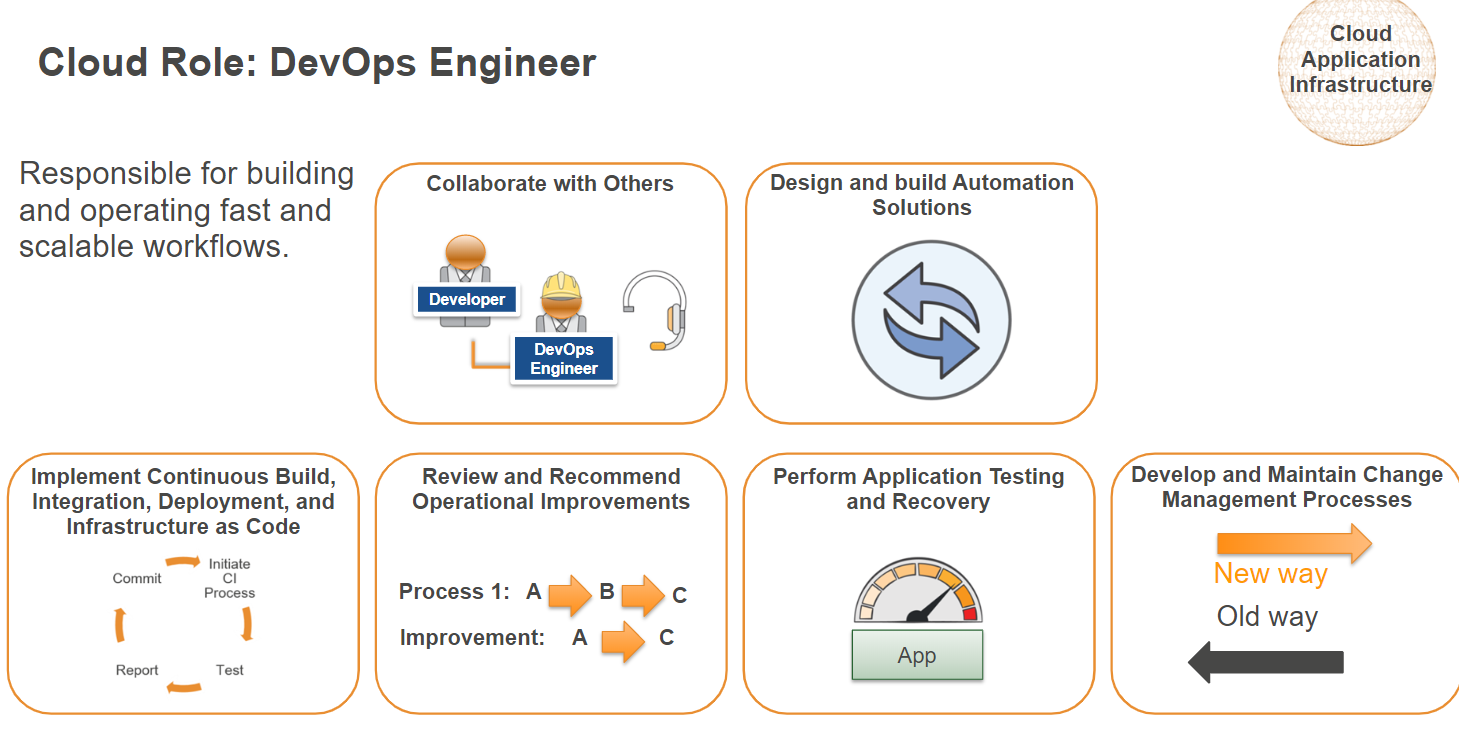 Cloud Role: DevOps Engineer
Cloud
Application
Infrastructure
Responsible for building
and operating fast and
scalable workflows.
Collaborate with Others
Developer
DevOps
Engineer
Design and build Automation
Solutions
Implement Continuous Build,
Integration, Deployment, and
Infrastructure as Code
Commit
Initiate
CI
Process
Report
Test
Review and Recommend
Operational Improvements
Process 1: A B C
Improvement: A C
Perform Application Testing
and Recovery
App
Develop and Maintain Change
Management Processes
New way
Old way